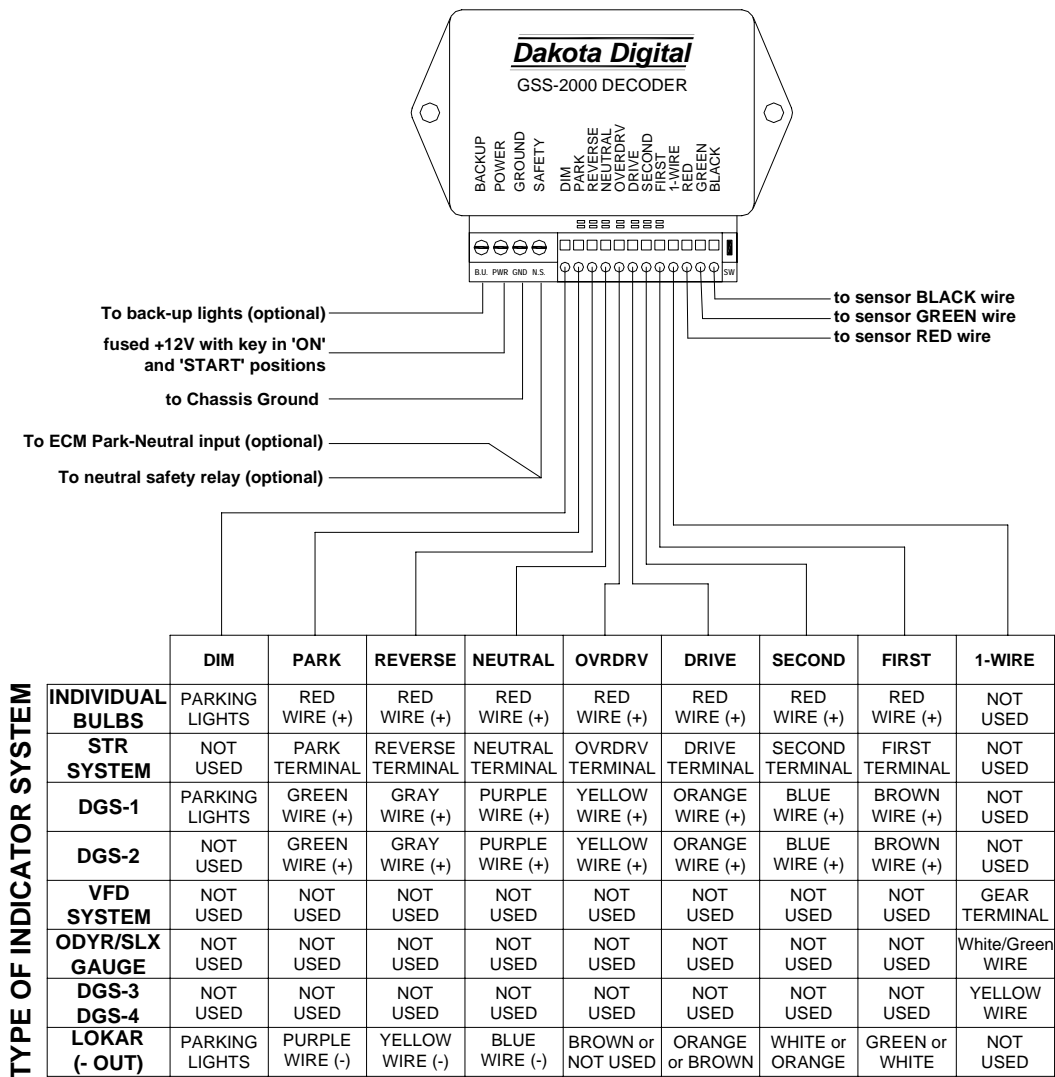 Dakota Digital
GSS-2000 DECODER
BACKUP
POWER
GROUND
SAFETY
DIM
PARK
REVERSE
NEUTRAL
OVERDRV
DRIVE
SECOND
FIRST
1-WIRE
RED
GREEN
BLACK
B.U. PWR GND N.S. SW
To back-up lights (optional)
fused +12V with key in 'ON'
and 'START' positions
to Chassis Ground
To ECM Park-Neutral input (optional)
To neutral safety relay (optional)
to sensor BLACK wire
to sensor GREEN wire
to sensor RED wire
TYPE OF INDICATOR SYSTEM
DIM PARK REVERSE NEUTRAL OVRDRV DRIVE SECOND FIRST 1-WIRE
INDIVIDUAL PARKING RED RED RED RED RED RED RED NOT
BULBS LIGHTS WIRE (+) WIRE (+) WIRE (+) WIRE (+) WIRE (+) WIRE (+) WIRE (+) USED
STR NOT PARK REVERSE NEUTRAL OVRDRV DRIVE SECOND FIRST NOT
SYSTEM USED TERMINAL TERMINAL TERMINAL TERMINAL TERMINAL TERMINAL TERMINAL USED
DGS-1 PARKING GREEN GRAY PURPLE YELLOW ORANGE BLUE BROWN NOT
LIGHTS WIRE (+) WIRE (+) WIRE (+) WIRE (+) WIRE (+) WIRE (+) WIRE (+) USED
DGS-2 NOT GREEN GRAY PURPLE YELLOW ORANGE BLUE BROWN NOT
USED WIRE (+) WIRE (+) WIRE (+) WIRE (+) WIRE (+) WIRE (+) WIRE (+) USED
VFD NOT NOT NOT NOT NOT NOT NOT NOT GEAR
SYSTEM USED USED USED USED USED USED USED USED TERMINAL
ODYR/SLX NOT NOT NOT NOT NOT NOT NOT NOT White/Green
GAUGE USED USED USED USED USED USED USED USED WIRE
DGS-3 NOT NOT NOT NOT NOT NOT NOT NOT YELLOW
DGS-4 USED USED USED USED USED USED USED USED WIRE
LOKAR PARKING PURPLE YELLOW BLUE BROWN or ORANGE WHITE or GREEN or NOT
(- OUT) LIGHTS WIRE (-) WIRE (-) WIRE (-) NOT USED or BROWN ORANGE WHITE USED